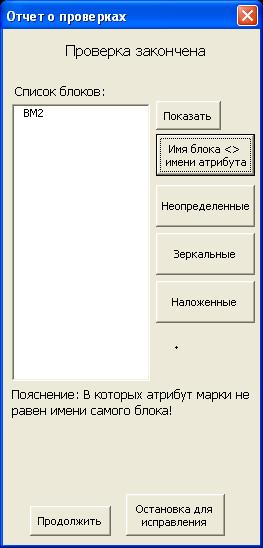 Отчет о проверках
Проверка закончена
Список блоков:
ВМ2
Показать
Имя блока <>
имени атрибута
Неопределенные
Зеркальные
Наложенные
Пояснение: В которых атрибут марки не
равен имени самого блока!
Продолжить
Остановка для
исправления